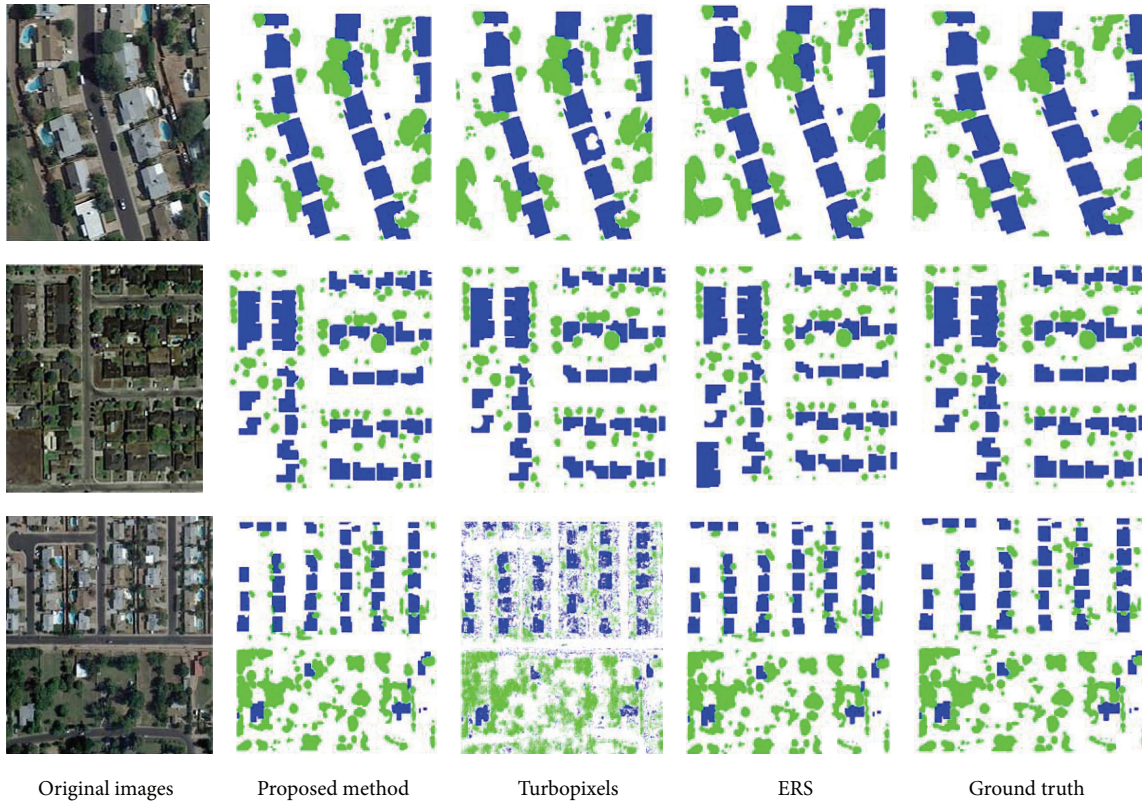 Original images
Proposed method
Turbopixels
ERS
Ground truth